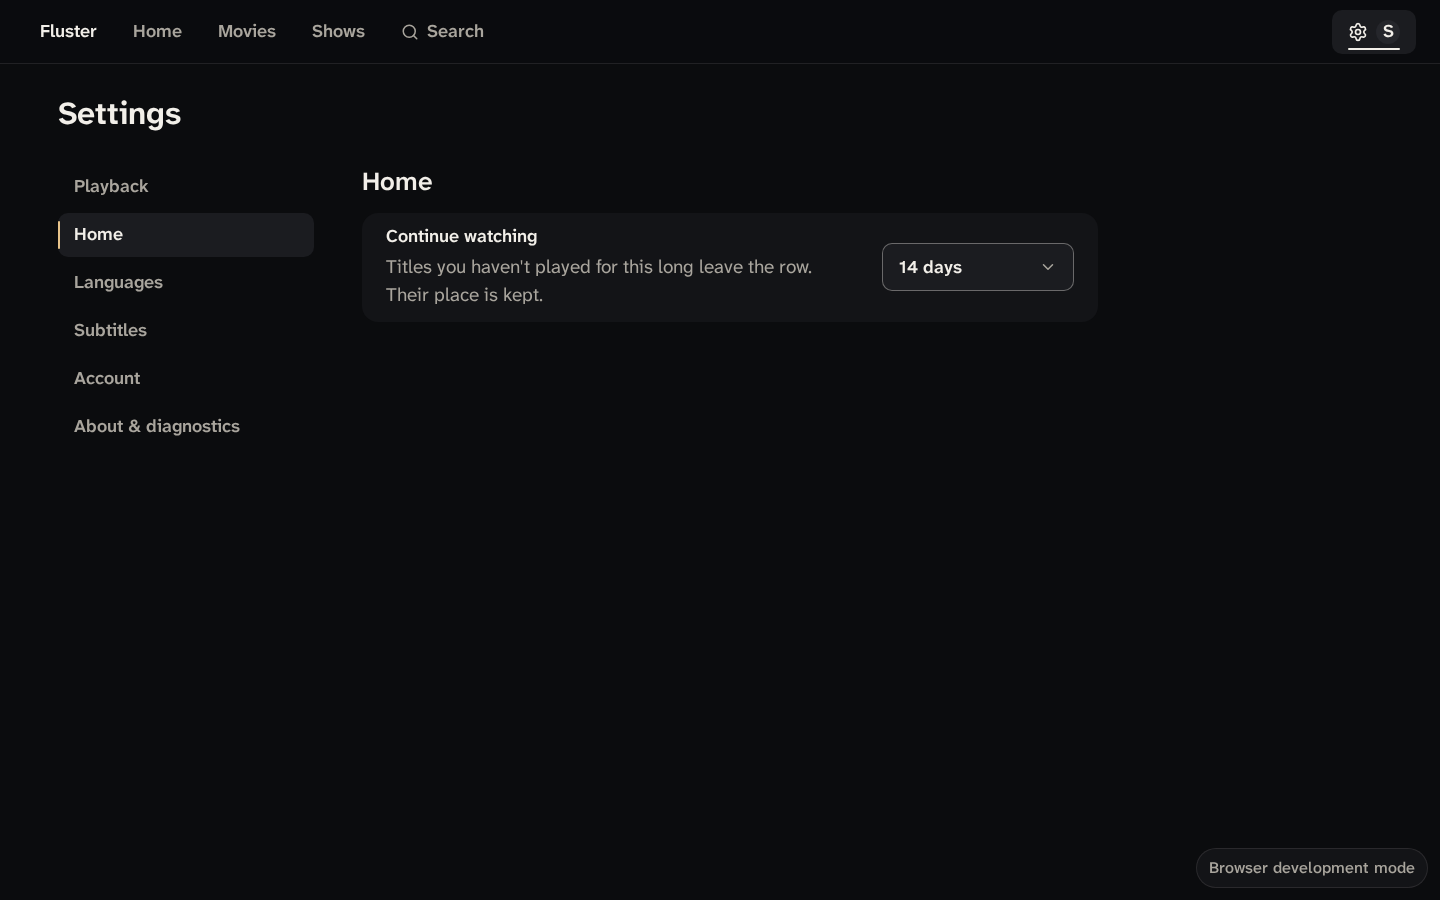 Fluster Home Movies Shows Search S
Settings
Playback
Home
Languages
Subtitles
Account
About & diagnostics
Home
Continue watching
Titles you haven't played for this long leave the row.
Their place is kept.
14 days
Browser development mode